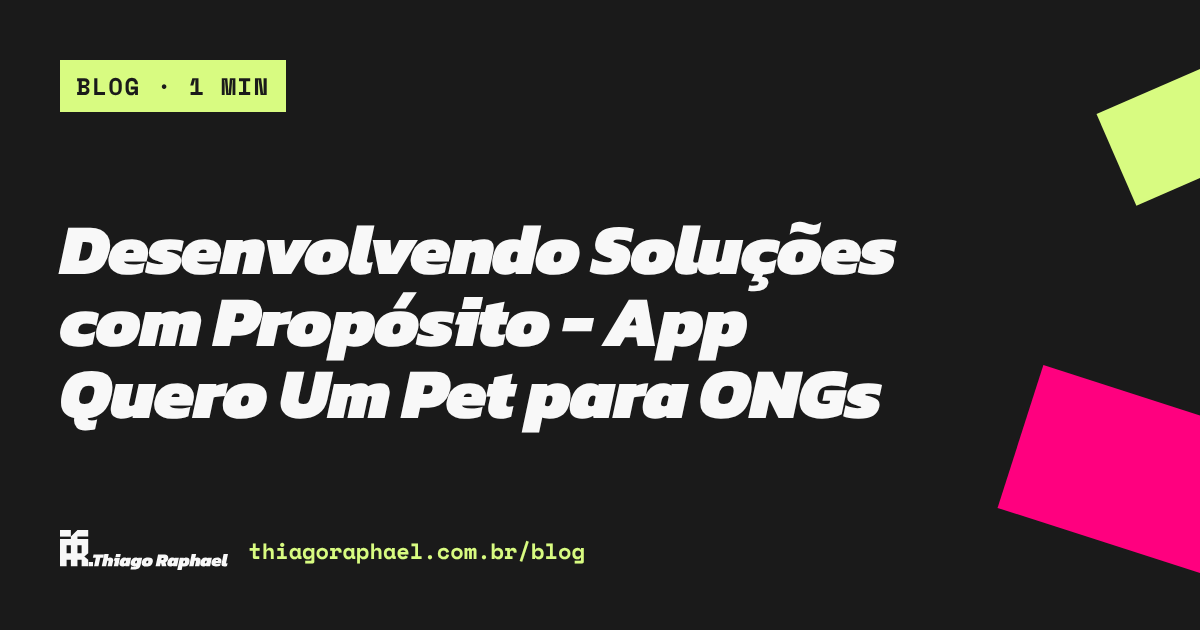 BLOG · 1 MIN
Desenvolvendo Soluções
com Propósito - App
Quero Um Pet para ONGs
Thiago Raphael
thiagoraphael.com.br/blog